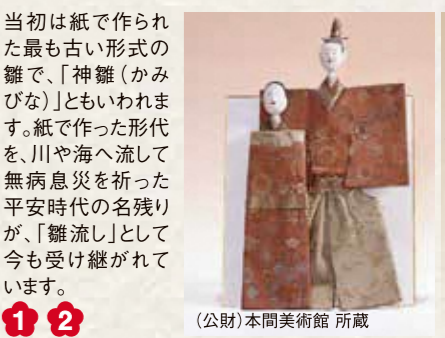 当初は紙で作られ
た最も古い形式の
雛で、「神雛（かみ
びな）」ともいわれま
す。紙で作った形代
を、川や海へ流して
無病息災を祈った
平安時代の名残り
が、「雛流し」として
今も受け継がれて
います。
1 2
（公財）本間美術館 所蔵